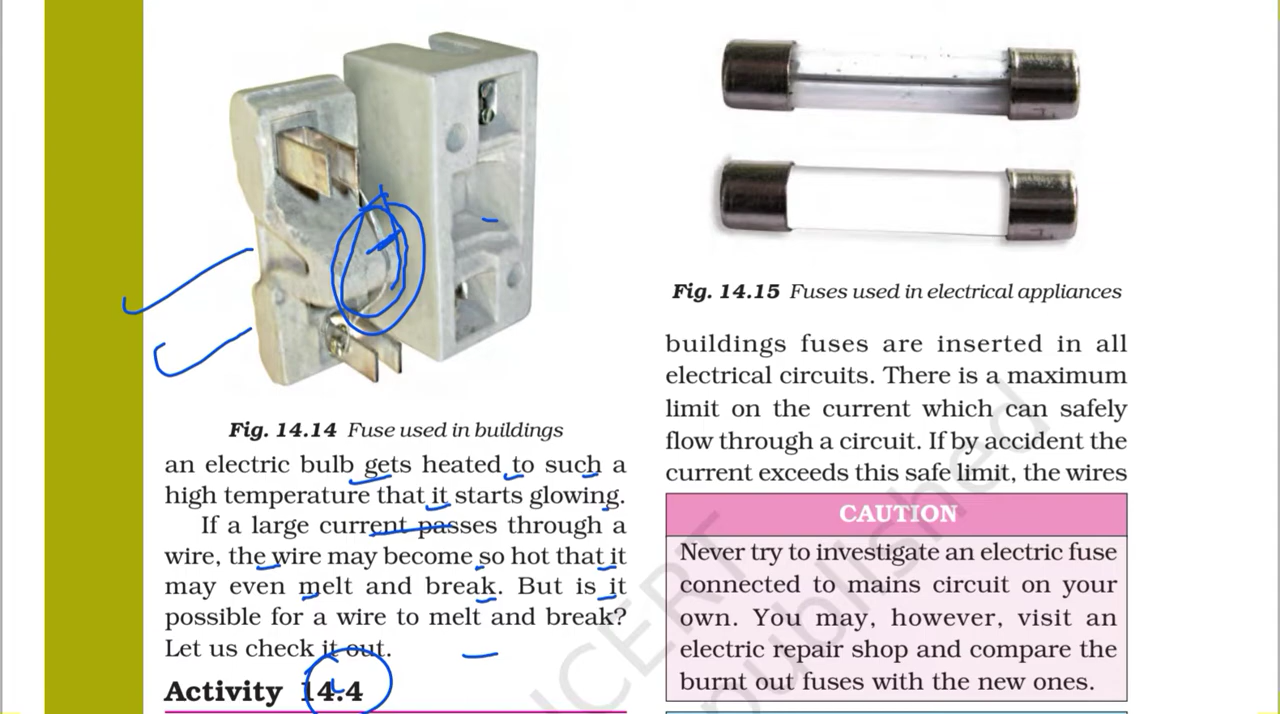 Fig. 14.14 Fuse used in buildings
an electric bulb gets heated to such a
high temperature that it starts glowing.
If a large current passes through a
wire, the wire may become so hot that it
may even melt and break. But is it
possible for a wire to melt and break?
Let us check it out.
Activity 14.4
Fig. 14.15 Fuses used in electrical appliances
buildings fuses are inserted in all
electrical circuits. There is a maximum
limit on the current which can safely
flow through a circuit. If by accident the
current exceeds this safe limit, the wires
CAUTION
Never try to investigate an electric fuse
connected to mains circuit on your
own. You may, however, visit an
electric repair shop and compare the
burnt out fuses with the new ones.
NCERT
published